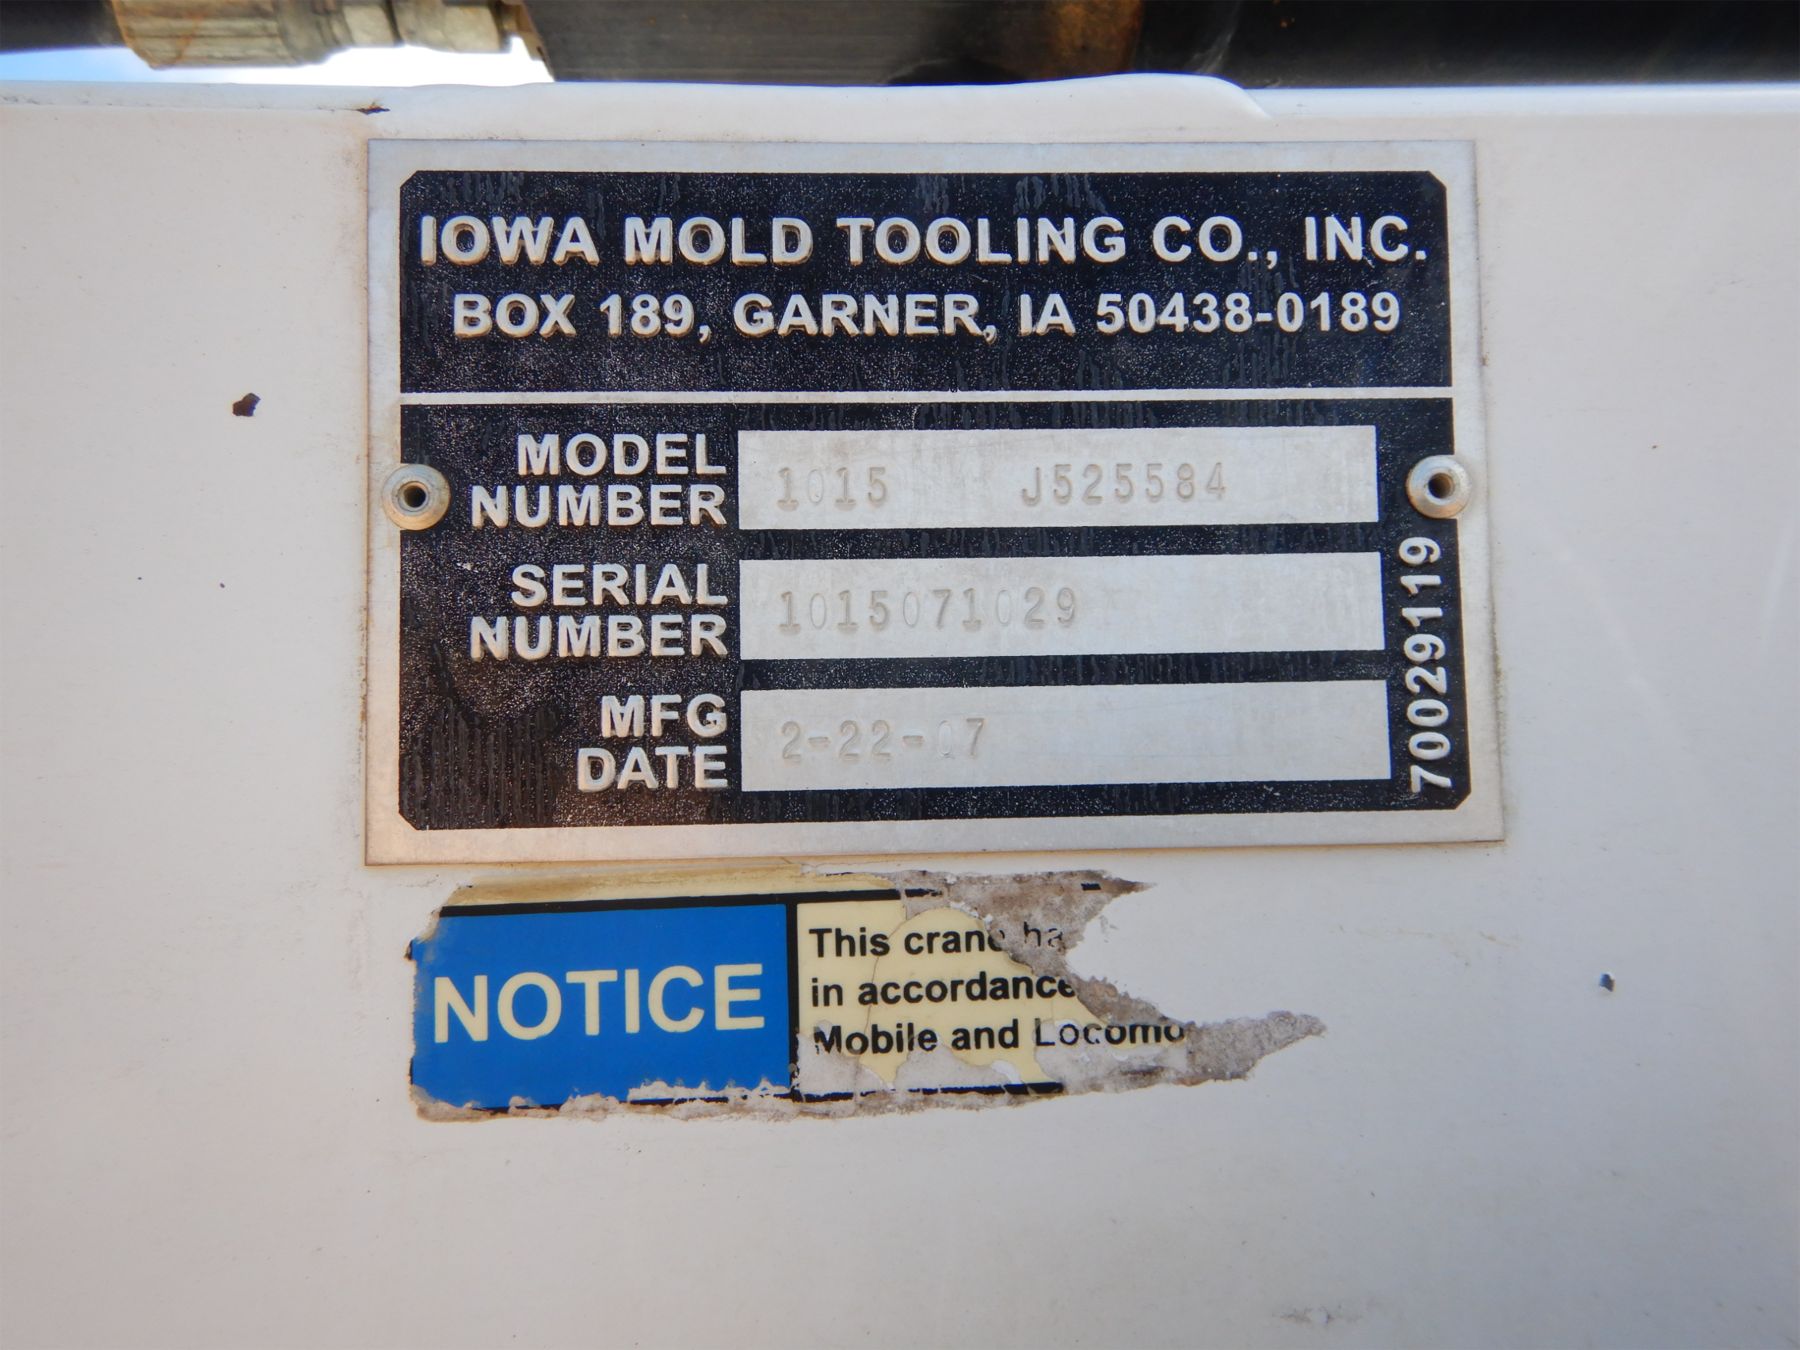 IOWA MOLD TOOLING CO., INC.
BOX 189, GARNER, IA 50438-0189
MODEL NUMBER 1015 J525584
SERIAL NUMBER 1015071029
MFG DATE 2-22-07
70029119
NOTICE
This crane
in accordance
Mobile and